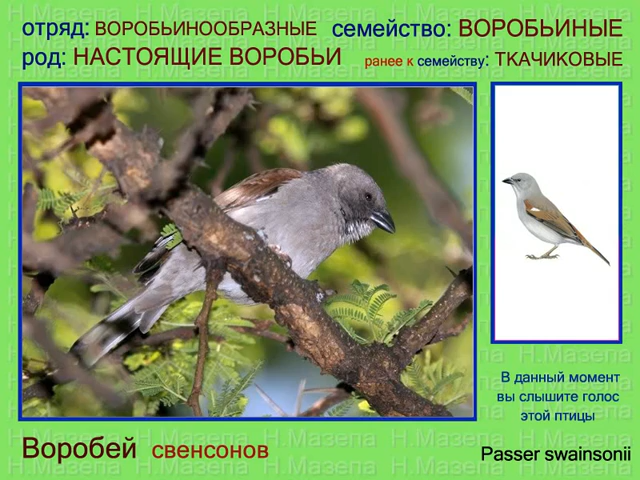 отряд: ВОРОБЬИНООБРАЗНЫЕ семейство: ВОРОБЬИНЫЕ
род: НАСТОЯЩИЕ ВОРОБЬИ ранее к семейству: ТКАЧИКОВЫЕ
В данный момент
вы слышите голос
этой птицы
Воробей свенсонов
Passer swainsonii
Н.Мазепа